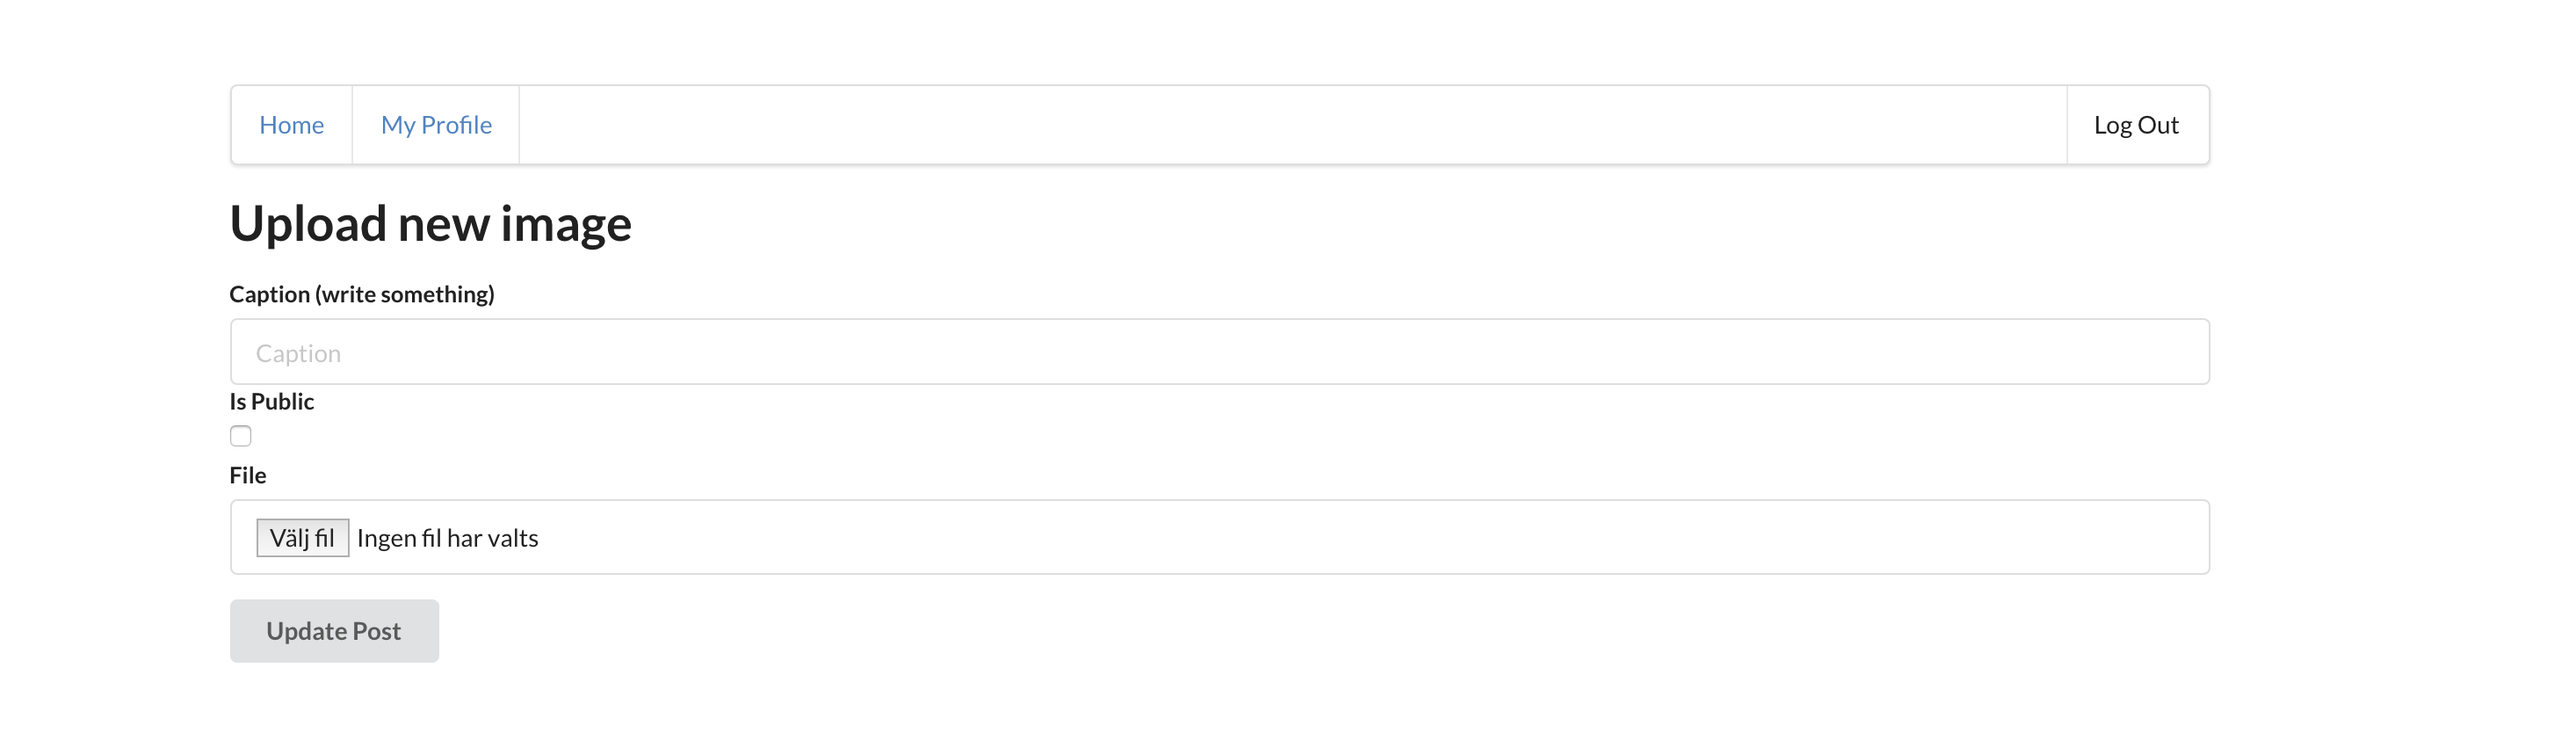 Home My Profile Log Out
Upload new image
Caption (write something)
Caption
Is Public
File
Välj fil Ingen fil har valts
Update Post